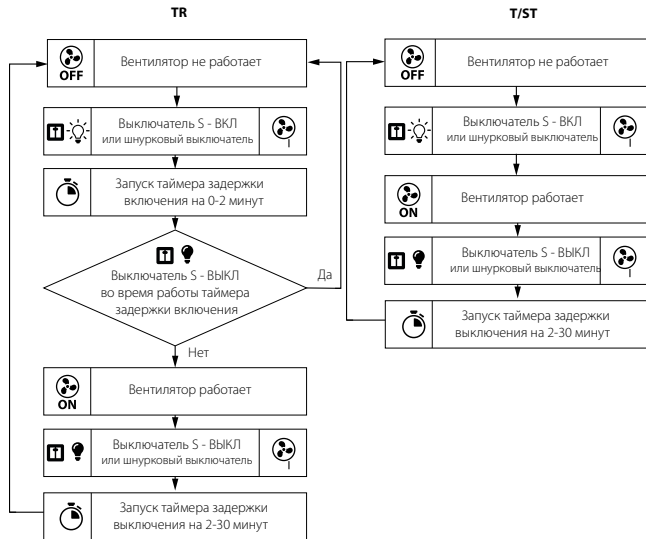 TR
OFF
Вентилятор не работает
Выключатель S - ВКЛ
или шнурковый выключатель
Запуск таймера задержки
включения на 0-2 минут
Выключатель S - ВЫКЛ
во время работы таймера
задержки включения
Да
Нет
ON
Вентилятор работает
Выключатель S - ВЫКЛ
или шнурковый выключатель
Запуск таймера задержки
выключения на 2-30 минут
T/ST
OFF
Вентилятор не работает
Выключатель S - ВКЛ
или шнурковый выключатель
ON
Вентилятор работает
Выключатель S - ВЫКЛ
или шнурковый выключатель
Запуск таймера задержки
выключения на 2-30 минут